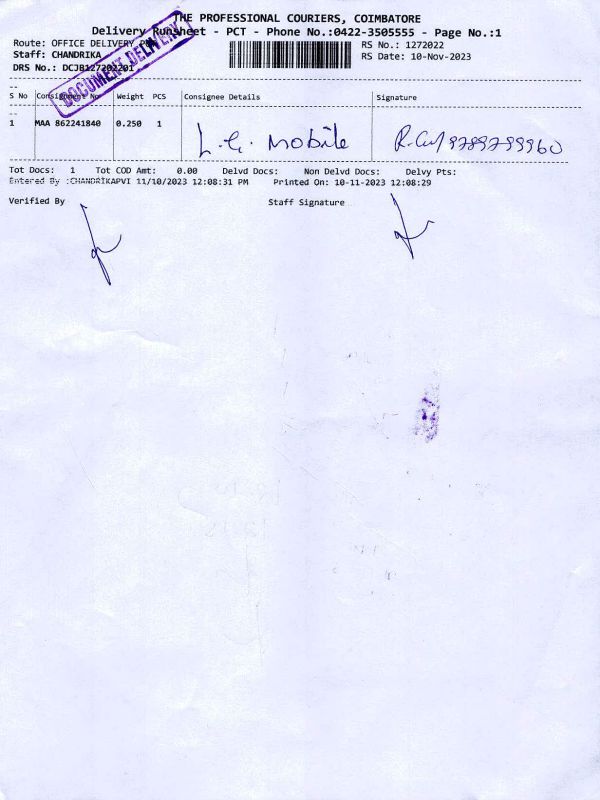 THE PROFESSIONAL COURIERS, COIMBATORE
Delivery Runsheet - PCT - Phone No.:0422-3505555 - Page No.:1
Route: OFFICE DELIVERY
RS No.: 1272022
Staff: CHANDRIKA
RS Date: 10-Nov-2023
DRS No.: DCJB127202201
DOCUMENT DELIVERY
S No Consignment No Weight PCS Consignee Details Signature
1 MAA 862241840 0.250 1 L.G. Mobile 9789799960
Tot Docs: 1 Tot COD Amt: 0.00 Delvd Docs: Non Delvd Docs: Delvy Pts:
Entered By :CHANDRIKAPVI 11/10/2023 12:08:31 PM Printed On: 10-11-2023 12:08:29
Verified By Staff Signature